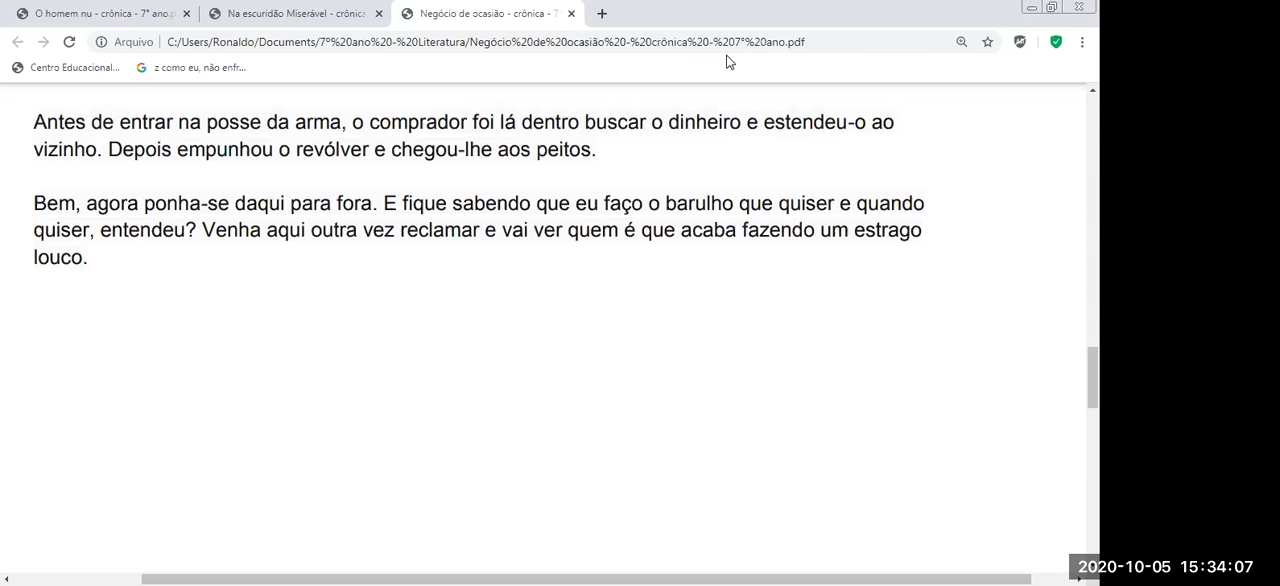 O homem nu - crônica - 7° ano.p
Na escuridão Miserável - crônica
Negócio de ocasião - crônica - 7°
Arquivo
C:/Users/Ronaldo/Documents/7º%20ano%20-%20Literatura/Negócio%20de%20ocasião%20-%20crônica%20-%207°%20ano.pdf
Centro Educacional...
z como eu, não enfr...
Antes de entrar na posse da arma, o comprador foi lá dentro buscar o dinheiro e estendeu-o ao
vizinho. Depois empunhou o revólver e chegou-lhe aos peitos.
Bem, agora ponha-se daqui para fora. E fique sabendo que eu faço o barulho que quiser e quando
quiser, entendeu? Venha aqui outra vez reclamar e vai ver quem é que acaba fazendo um estrago
louco.
2020-10-05 15:34:07